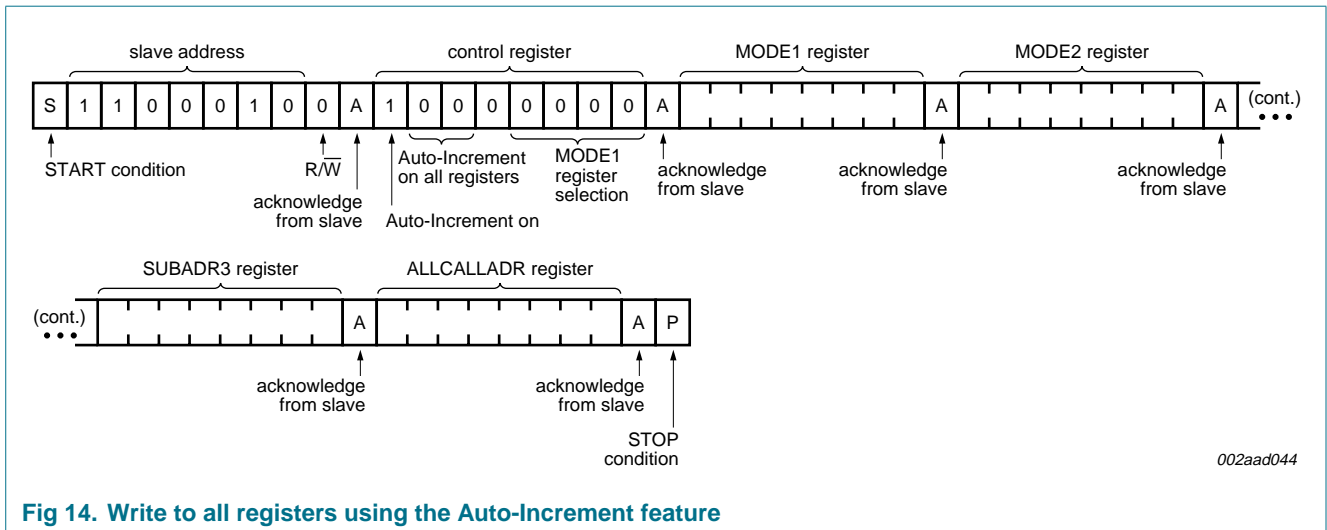 slave address control register MODE1 register MODE2 register
S 1 1 0 0 0 1 0 0 A 1 0 0 0 0 0 0 0 A A A (cont.)
START condition R/W̅ Auto-Increment on all registers MODE1 register selection acknowledge from slave acknowledge from slave acknowledge from slave
acknowledge from slave Auto-Increment on
SUBADR3 register ALLCALLADR register
(cont.) A A P
acknowledge from slave acknowledge from slave
STOP condition
002aad044
Fig 14. Write to all registers using the Auto-Increment feature